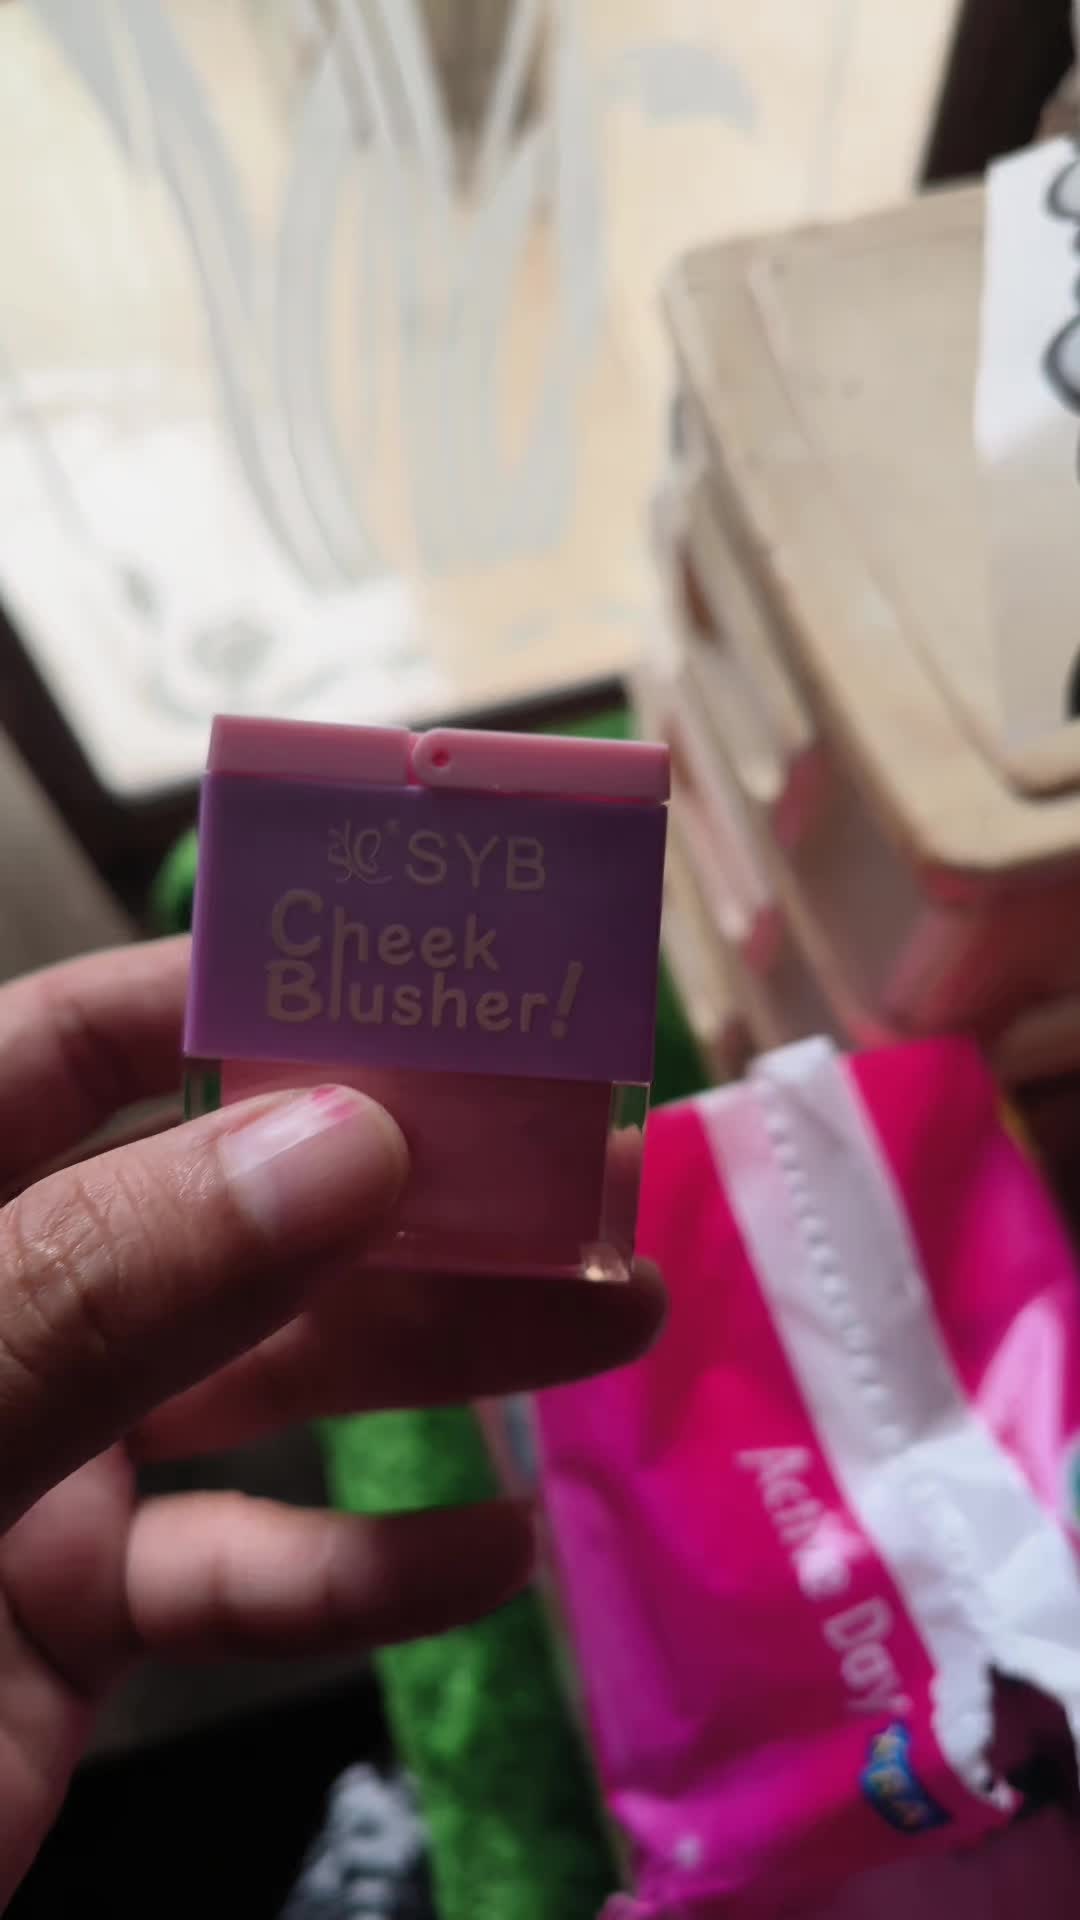 SYB
Cheek
Blusher!
Active Day